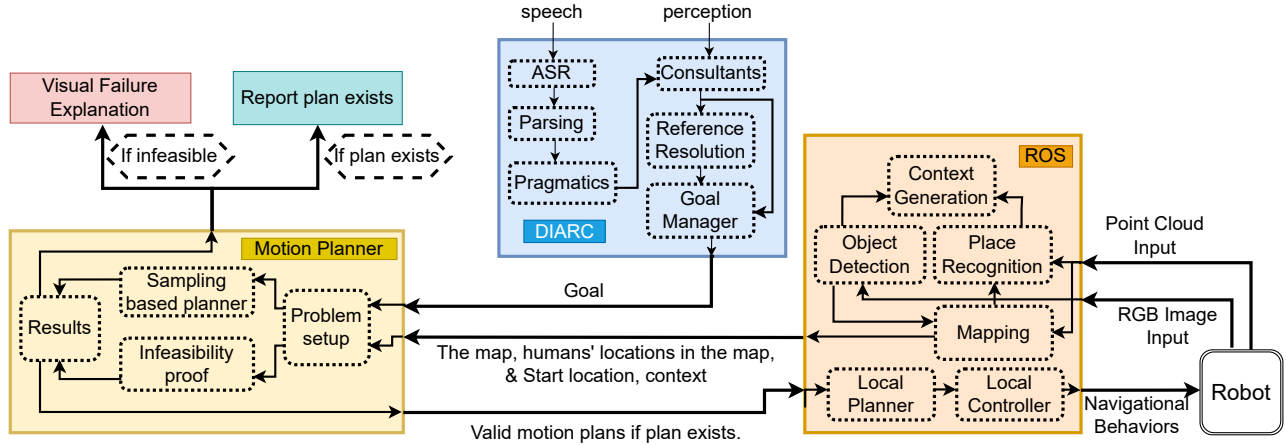 speech
perception
ASR
Consultants
Visual Failure
Explanation
Report plan exists
Parsing
Reference
Resolution
If infeasible
If plan exists
Pragmatics
Goal
Manager
DIARC
ROS
Context
Generation
Motion Planner
Object
Detection
Place
Recognition
Point Cloud
Input
Sampling
based planner
Goal
Results
Problem
setup
Mapping
RGB Image
Input
Infeasibility
proof
The map, humans' locations in the map,
& Start location, context
Local
Planner
Local
Controller
Navigational
Behaviors
Robot
Valid motion plans if plan exists.